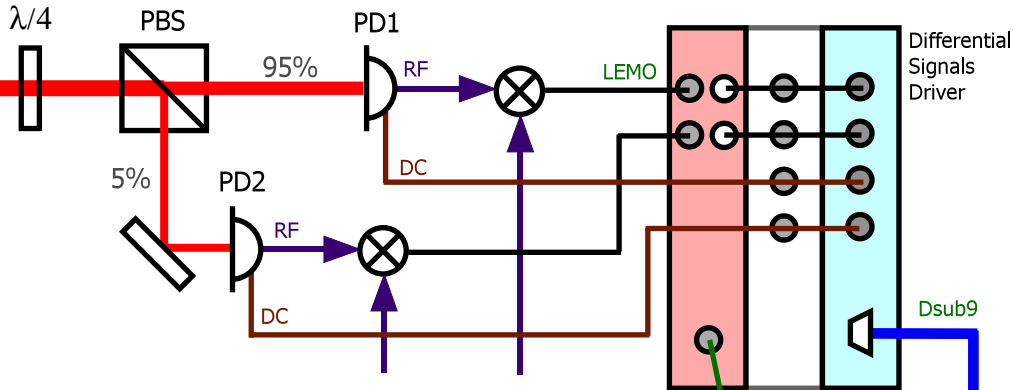 λ/4
PBS
PD1
95%
RF
LEMO
Differential
Signals
Driver
5%
PD2
DC
RF
DC
Dsub9